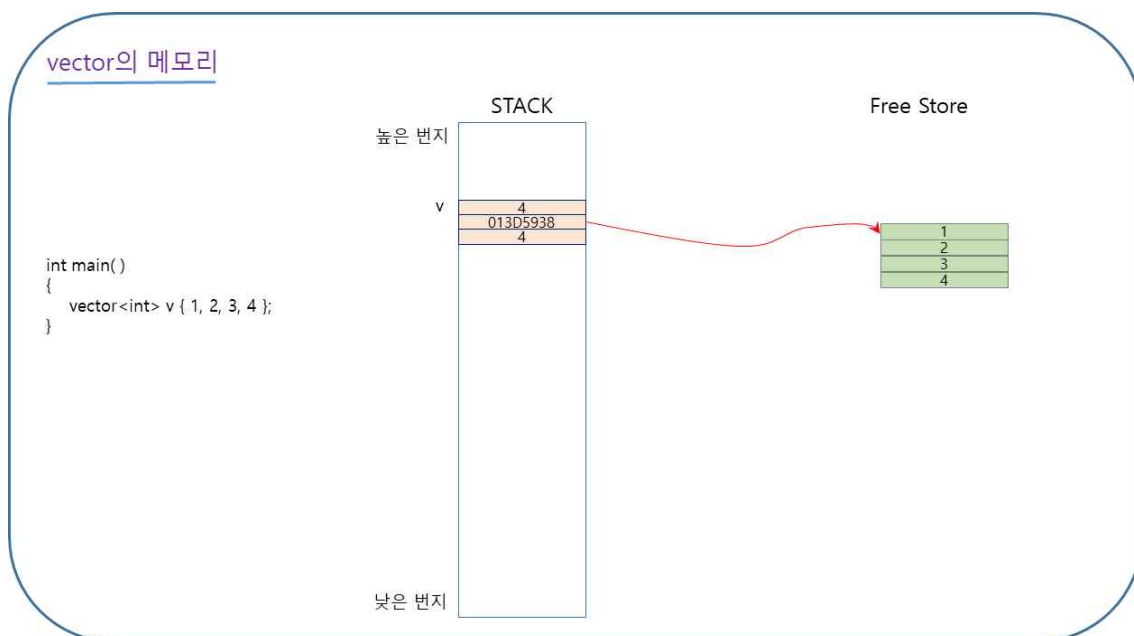 vector의 메모리
STACK
Free Store
높은 번지
v
4
013D5938
4
1
2
3
4
int main( )
{
vector<int> v { 1, 2, 3, 4 };
}
낮은 번지